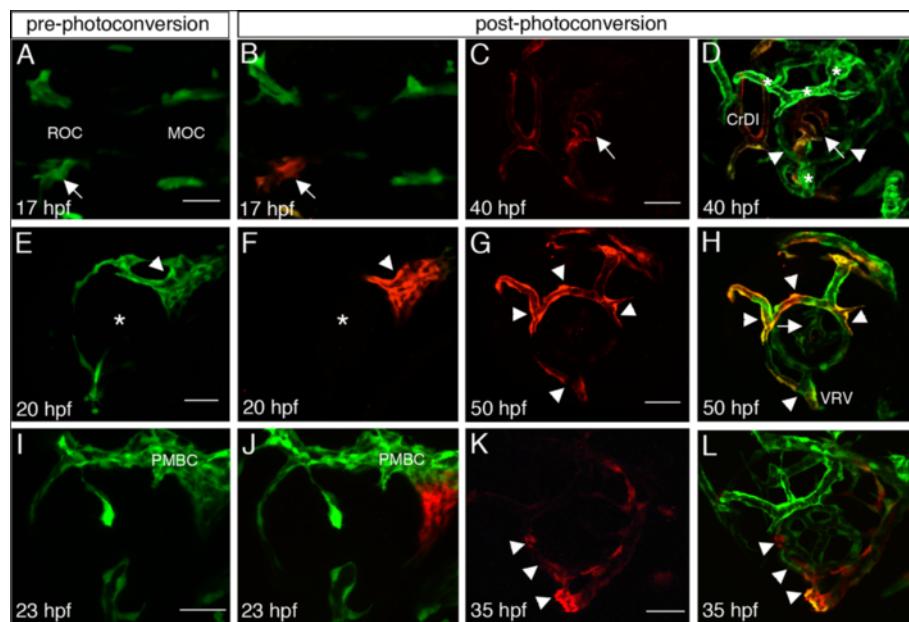 pre-photoconversion
post-photoconversion
A
ROC
MOC
17 hpf
B
17 hpf
C
40 hpf
D
*
*
*
CrDI
*
40 hpf
E
*
20 hpf
F
*
20 hpf
G
50 hpf
H
VRV
50 hpf
I
PMBC
23 hpf
J
PMBC
23 hpf
K
35 hpf
L
35 hpf